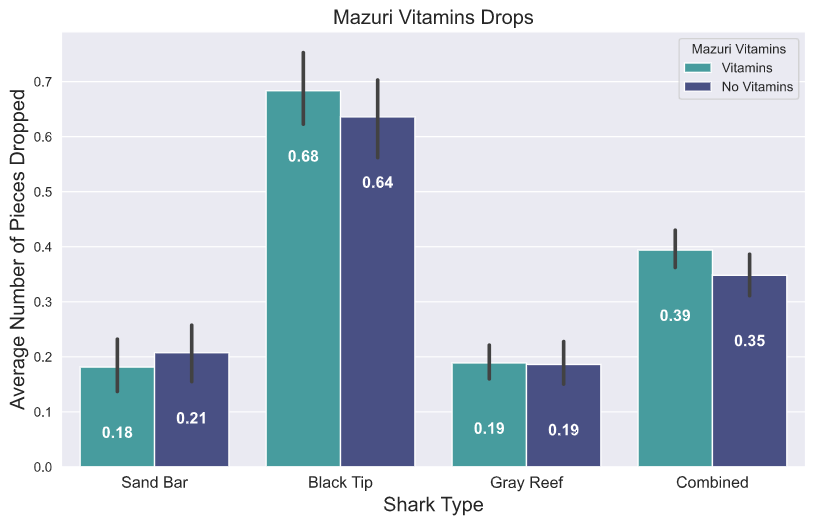 Mazuri Vitamins Drops
Mazuri Vitamins
Vitamins
No Vitamins
Average Number of Pieces Dropped
0.7
0.6
0.5
0.4
0.3
0.2
0.1
0.0
0.18
0.21
0.68
0.64
0.19
0.19
0.39
0.35
Sand Bar
Black Tip
Gray Reef
Combined
Shark Type